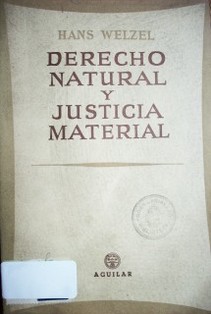 HANS WELZEL
DERECHO
NATURAL
Y
JUSTICIA
MATERIAL
AGUILAR